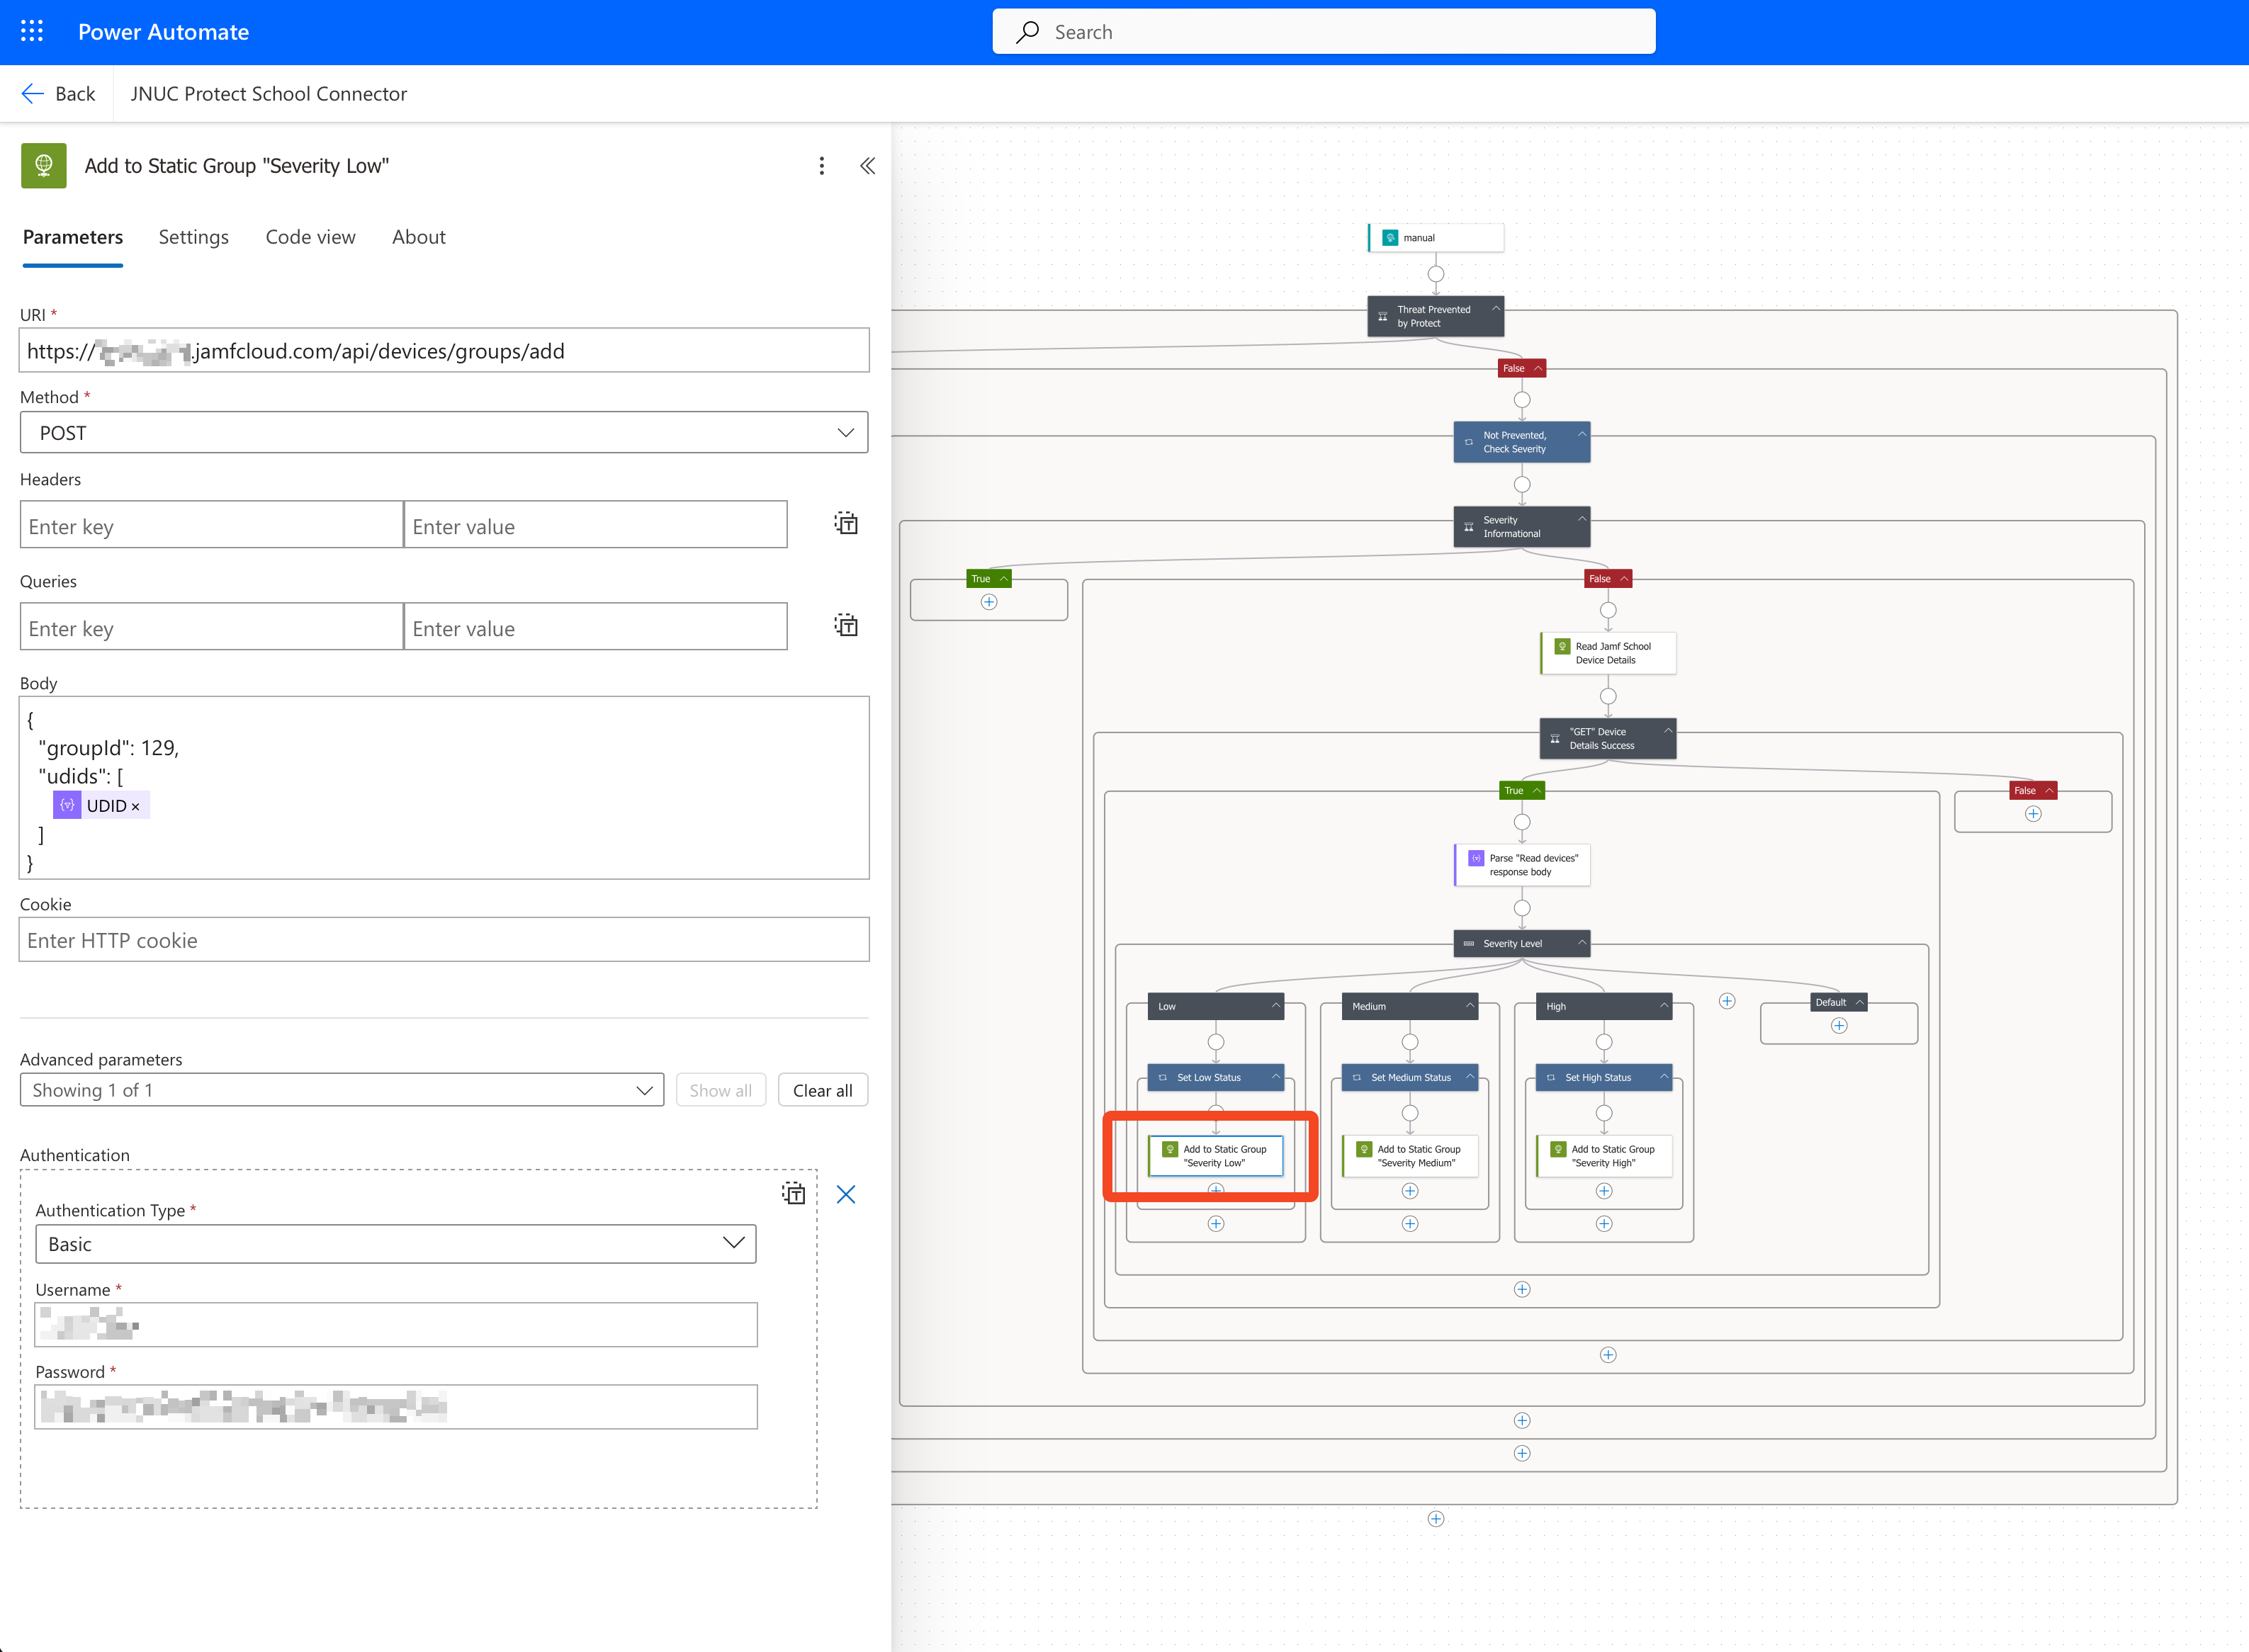 Power Automate
Search
Back
JNUC Protect School Connector
Add to Static Group "Severity Low"
Parameters
Settings
Code view
About
URI *
https://
.jamfcloud.com/api/devices/groups/add
Method *
POST
Headers
Enter key
Enter value
Queries
Enter key
Enter value
Body
{
"groupId": 129,
"udids": [
UDID ×
]
}
Cookie
Enter HTTP cookie
Advanced parameters
Showing 1 of 1
Show all
Clear all
Authentication
Authentication Type *
Basic
Username *
Password *
manual
Threat Prevented
by Protect
False
Not Prevented,
Check Severity
Severity
Informational
True
False
Read Jamf School
Device Details
"GET" Device
Details Success
True
False
Parse "Read devices"
response body
Severity Level
Low
Medium
High
Default
Set Low Status
Set Medium Status
Set High Status
Add to Static Group
"Severity Low"
Add to Static Group
"Severity Medium"
Add to Static Group
"Severity High"